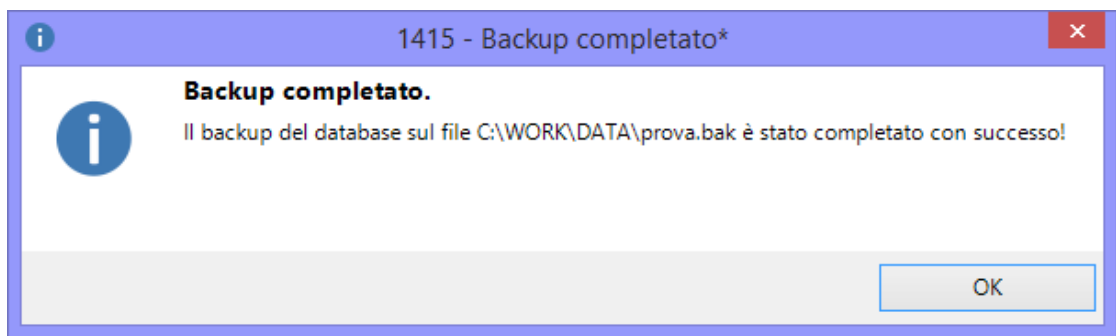 1415 - Backup completato*
Backup completato.
Il backup del database sul file C:\WORK\DATA\prova.bak è stato completato con successo!
OK